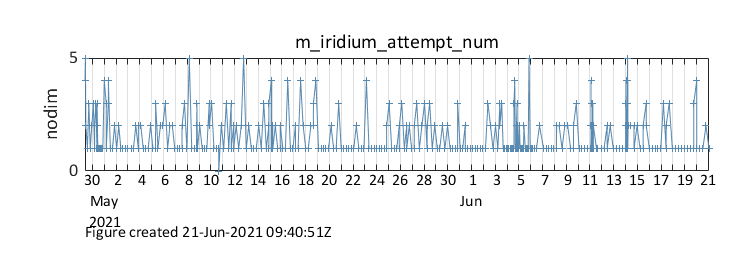 m_iridium_attempt_num
5
nodim
0
30 2 4 6 8 10 12 14 16 18 20 22 24 26 28 30 1 3 5 7 9 11 13 15 17 19 21
May Jun
2021
Figure created 21-Jun-2021 09:40:51Z